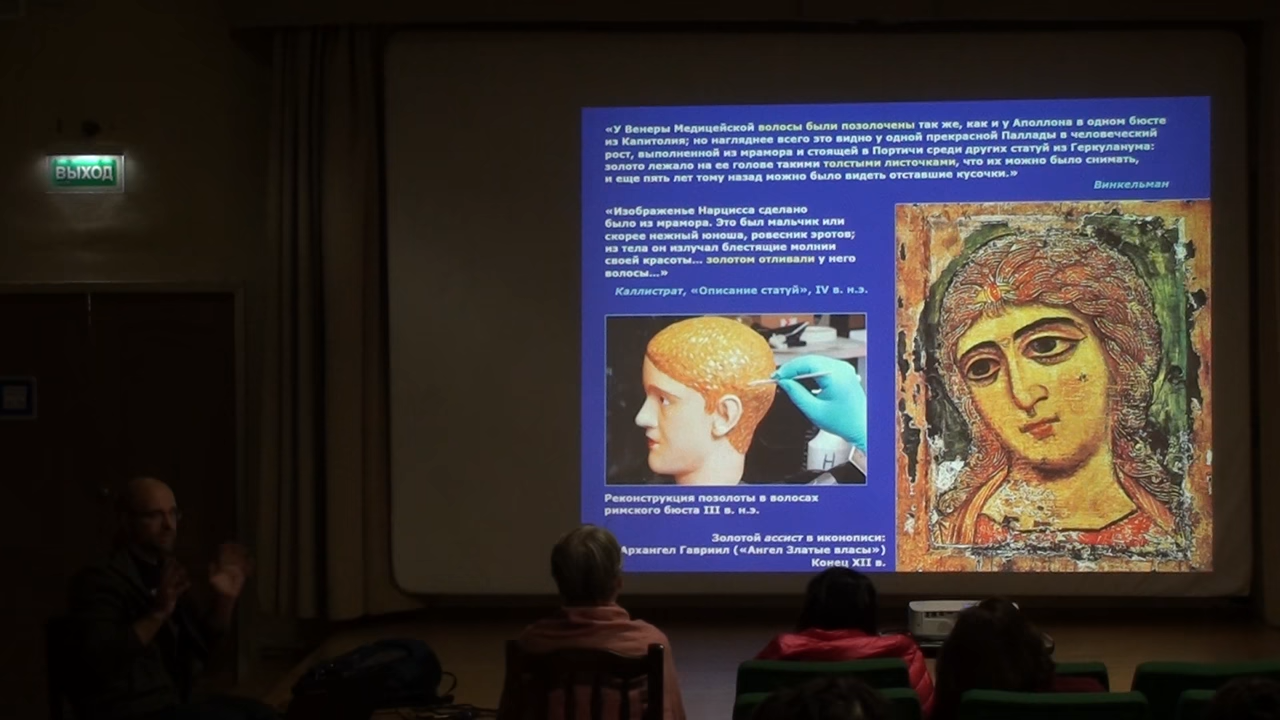 ВЫХОД
«У Венеры Медицейской волосы были позолочены так же, как и у Аполлона в одном бюсте
из Капитолия; но нагляднее всего это видно у одной прекрасной Паллады в человеческий
рост, выполненной из мрамора и стоящей в Портичи среди других статуй из Геркуланума:
золото лежало на ее голове такими толстыми листочками, что их можно было снимать,
и еще пять лет тому назад можно было видеть отставшие кусочки.»
Винкельман
«Изображенье Нарцисса сделано
было из мрамора. Это был мальчик или
скорее нежный юноша, ровесник эротов;
из тела он излучал блестящие молнии
своей красоты... золотом отливали у него
волосы...»
Каллистрат, «Описание статуй», IV в. н.э.
Реконструкция позолоты в волосах
римского бюста III в. н.э.
Золотой ассист в иконописи:
Архангел Гавриил («Ангел Златые власы»)
Конец XII в.